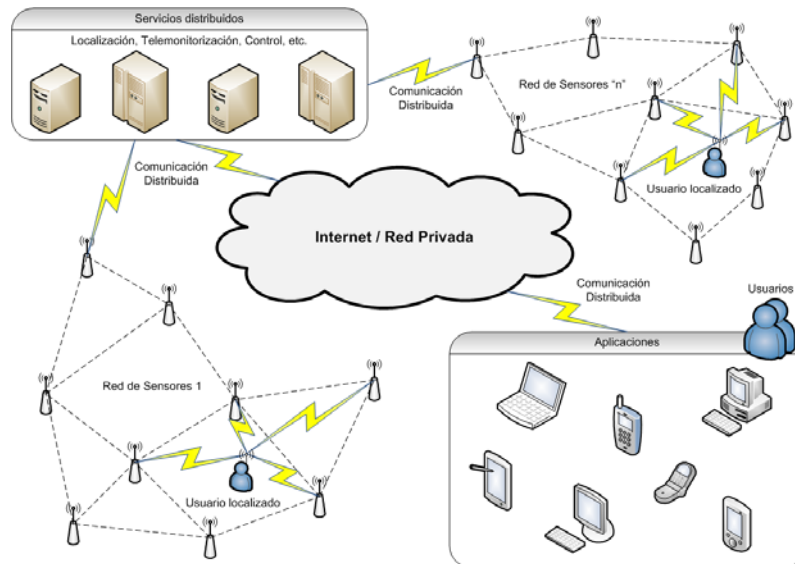 Servicios distribuidos
Localización, Telemonitorización, Control, etc.
Comunicación
Distribuida
Red de Sensores "n"
Usuario localizado
Comunicación
Distribuida
Internet / Red Privada
Comunicación
Distribuida
Usuarios
Aplicaciones
Red de Sensores 1
Usuario localizado